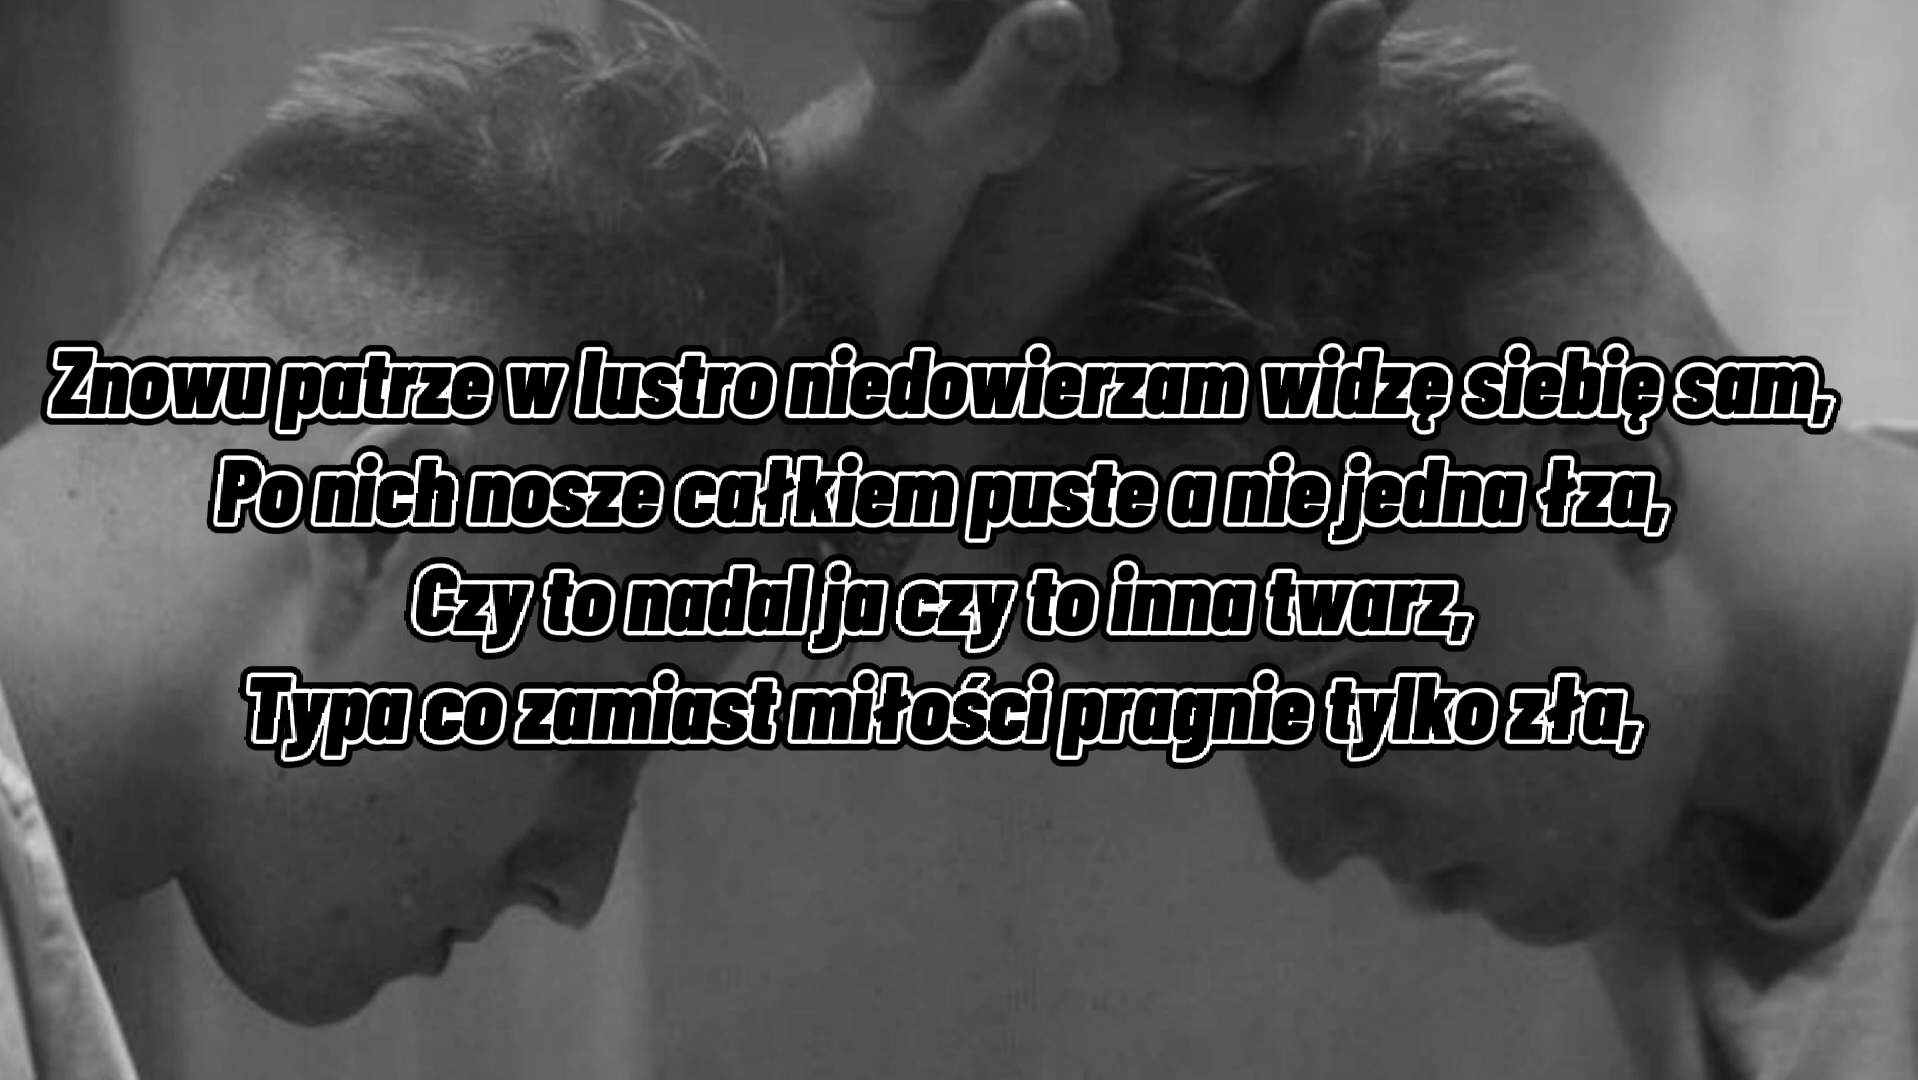 Znowu patrze w lustro niedowierzam widzę siebię sam,
Po nich nosze całkiem puste a nie jedna łza,
Czy to nadal ja czy to inna twarz,
Typa co zamiast miłości pragnie tylko zła,